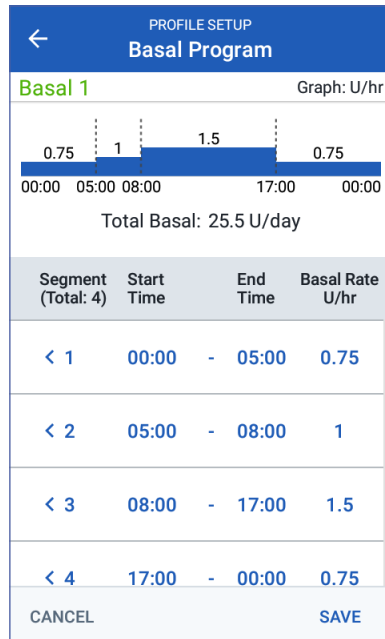 PROFILE SETUP
Basal Program
Basal 1 Graph: U/hr
0.75 1 1.5 0.75
00:00 05:00 08:00 17:00 00:00
Total Basal: 25.5 U/day
Segment (Total: 4) Start Time End Time Basal Rate U/hr
< 1 00:00 - 05:00 0.75
< 2 05:00 - 08:00 1
< 3 08:00 - 17:00 1.5
< 4 17:00 - 00:00 0.75
CANCEL SAVE